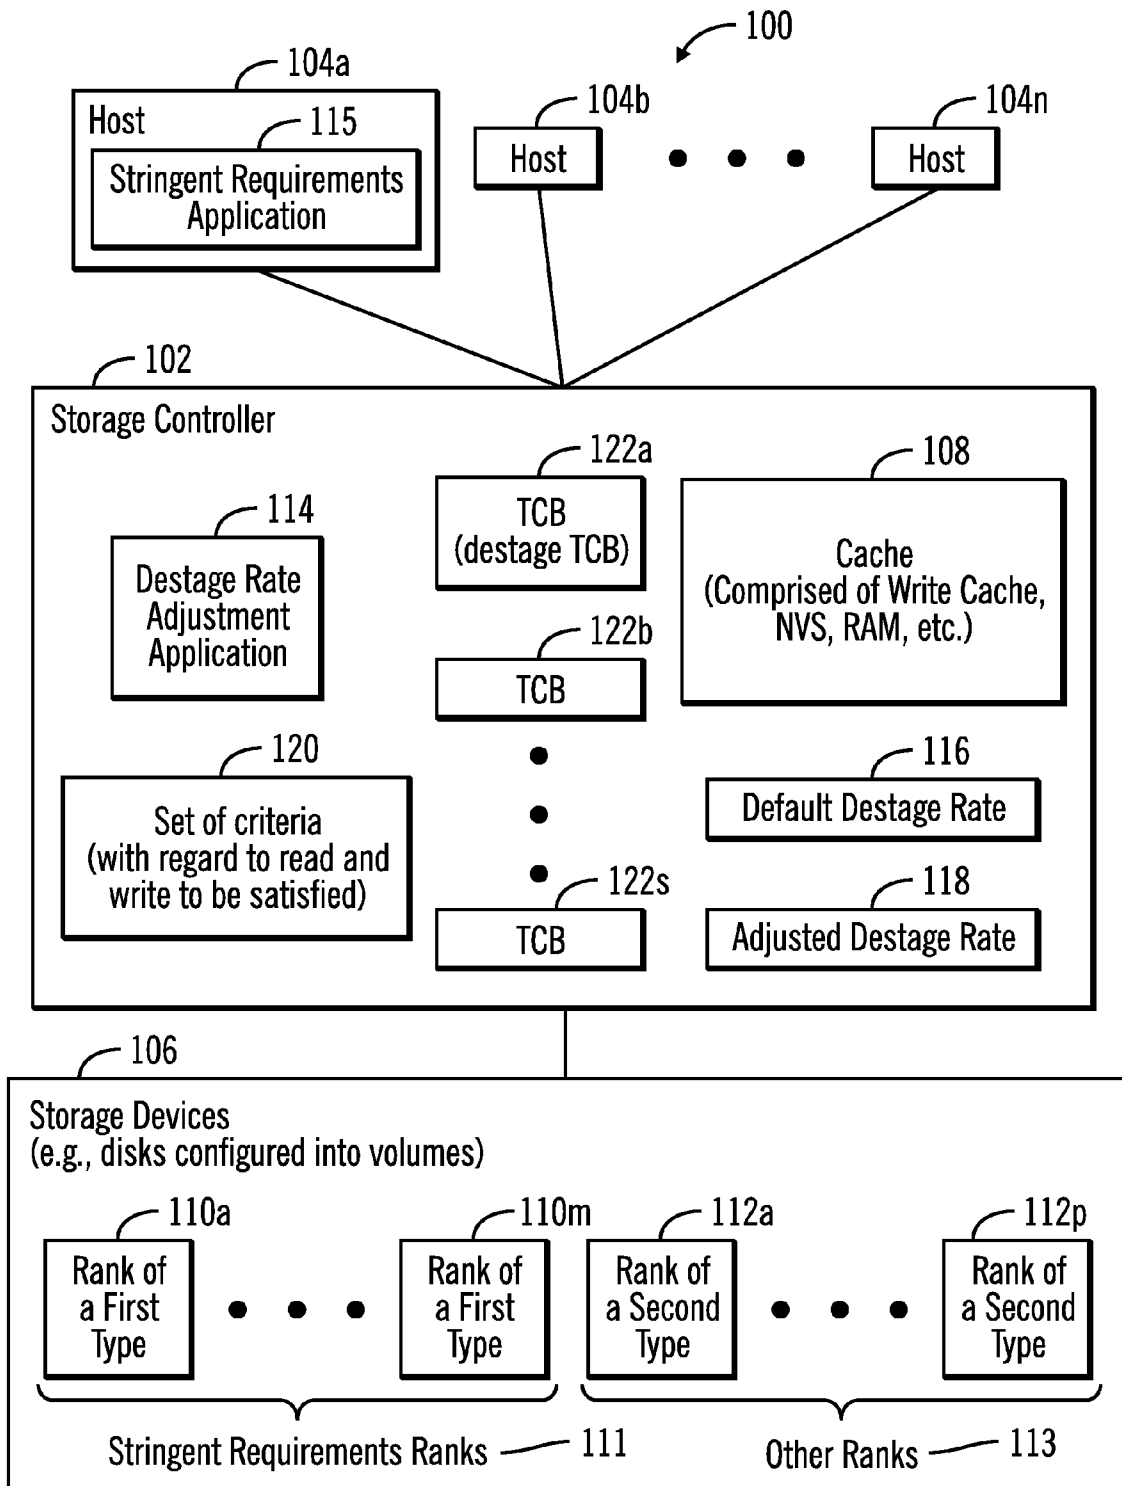 100
104a
Host
115
Stringent Requirements
Application
104b
Host
104n
Host
102
Storage Controller
114
Destage Rate
Adjustment
Application
122a
TCB
(destage TCB)
108
Cache
(Comprised of Write Cache,
NVS, RAM, etc.)
122b
TCB
120
Set of criteria
(with regard to read and
write to be satisfied)
116
Default Destage Rate
122s
TCB
118
Adjusted Destage Rate
106
Storage Devices
(e.g., disks configured into volumes)
110a
Rank of
a First
Type
110m
Rank of
a First
Type
112a
Rank of
a Second
Type
112p
Rank of
a Second
Type
Stringent Requirements Ranks
111
Other Ranks
113